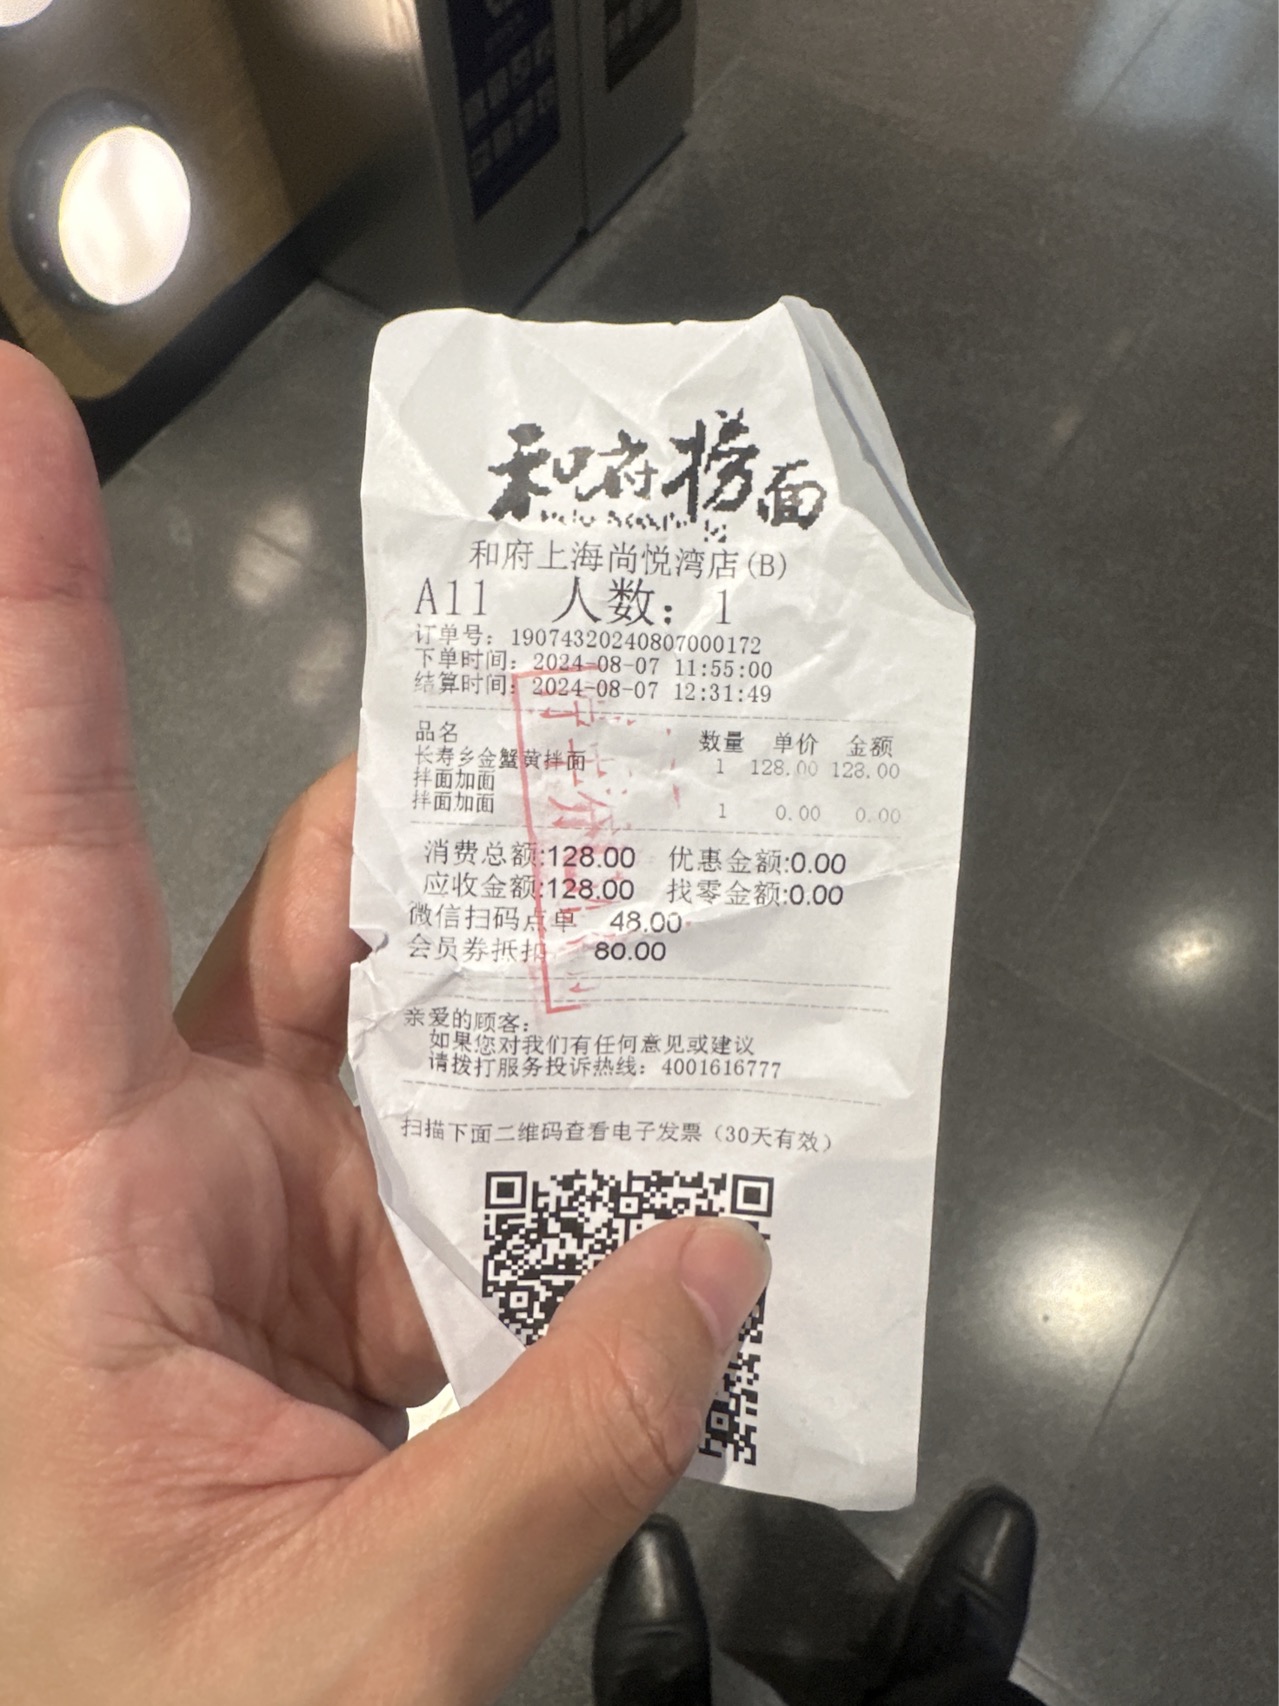 和府捞面
和府上海尚悦湾店(B)
A11 人数：1
订单号：19074320240807000172
下单时间：2024-08-07 11:55:00
结算时间：2024-08-07 12:31:49
品名 数量 单价 金额
长寿乡金蟹黄拌面 1 128.00 128.00
拌面加面
拌面加面 1 0.00 0.00
消费总额:128.00 优惠金额:0.00
应收金额:128.00 找零金额:0.00
微信扫码点单 48.00
会员券抵扣 80.00
亲爱的顾客：
如果您对我们有任何意见或建议
请拨打服务投诉热线：4001616777
扫描下面二维码查看电子发票（30天有效）